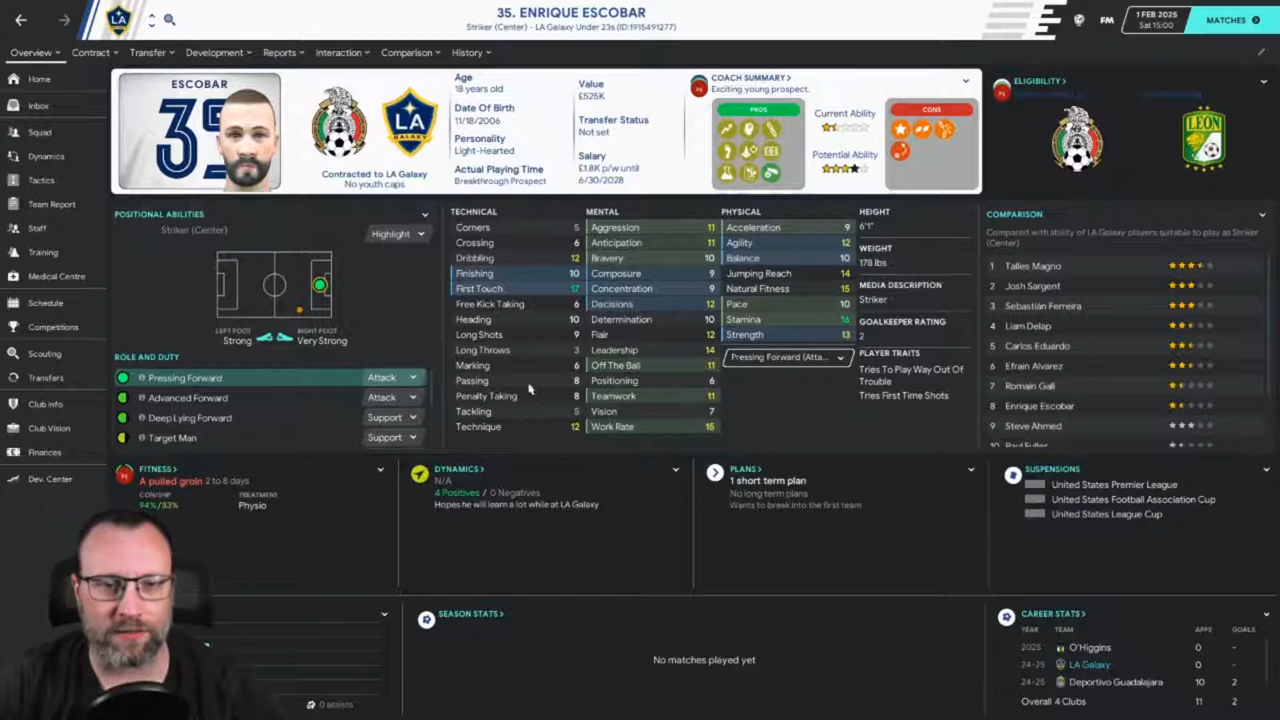 35. ENRIQUE ESCOBAR
Striker (Center) - LA Galaxy Under 23s (ID:1915491277)
FM
1 FEB 2025
Sat 15:00
MATCHES
Overview
Contract
Transfer
Development
Reports
Interaction
Comparison
History
Home
Inbox
Squad
Dynamics
Tactics
Team Report
Staff
Training
Medical Centre
Schedule
Competitions
Scouting
Transfers
Club Info
Club Vision
Finances
Dev. Center
ESCOBAR
Contracted to LA Galaxy
No youth caps
Age
18 years old
Date Of Birth
11/18/2006
Personality
Light-Hearted
Actual Playing Time
Breakthrough Prospect
Value
£525K
Transfer Status
Not set
Salary
£1.8K p/w until
6/30/2028
COACH SUMMARY>
Exciting young prospect.
PROS
Current Ability
Potential Ability
CONS
ELIGIBILITY>
LEON
POSITIONAL ABILITIES
Striker (Center)
Highlight
LEFT FOOT
Strong
RIGHT FOOT
Very Strong
ROLE AND DUTY
Pressing Forward Attack
Advanced Forward Attack
Deep Lying Forward Support
Target Man Support
TECHNICAL
Corners 5
Crossing 6
Dribbling 12
Finishing 10
First Touch 17
Free Kick Taking 6
Heading 10
Long Shots 9
Long Throws 3
Marking 6
Passing 8
Penalty Taking 8
Tackling 5
Technique 12
MENTAL
Aggression 11
Anticipation 11
Bravery 10
Composure 9
Concentration 9
Decisions 12
Determination 10
Flair 12
Leadership 14
Off The Ball 11
Positioning 6
Teamwork 11
Vision 7
Work Rate 15
PHYSICAL
Acceleration 9
Agility 12
Balance 10
Jumping Reach 14
Natural Fitness 15
Pace 10
Stamina 16
Strength 13
Pressing Forward (Atta...
HEIGHT
6'1"
WEIGHT
178 lbs
MEDIA DESCRIPTION
Striker
GOALKEEPER RATING
2
PLAYER TRAITS
Tries To Play Way Out Of
Trouble
Tries First Time Shots
COMPARISON
Compared with ability of LA Galaxy players suitable to play as Striker
(Center)
1 Talles Magno
2 Josh Sargent
3 Sebastián Ferreira
4 Liam Delap
5 Carlos Eduardo
6 Efrain Alvarez
7 Romain Gall
8 Enrique Escobar
9 Steve Ahmed
10 Paul Fuller
FITNESS>
A pulled groin 2 to 8 days
CON/SHP
94%/83%
TREATMENT
Physio
DYNAMICS>
N/A
4 Positives / 0 Negatives
Hopes he will learn a lot while at LA Galaxy
PLANS>
1 short term plan
No long term plans
Wants to break into the first team
SUSPENSIONS
United States Premier League
United States Football Association Cup
United States League Cup
0 assists
SEASON STATS>
No matches played yet
CAREER STATS>
YEAR TEAM APPS GOALS
2025 O'Higgins 0 -
24-25 LA Galaxy 0 -
24-25 Deportivo Guadalajara 10 2
Overall 4 Clubs 11 2